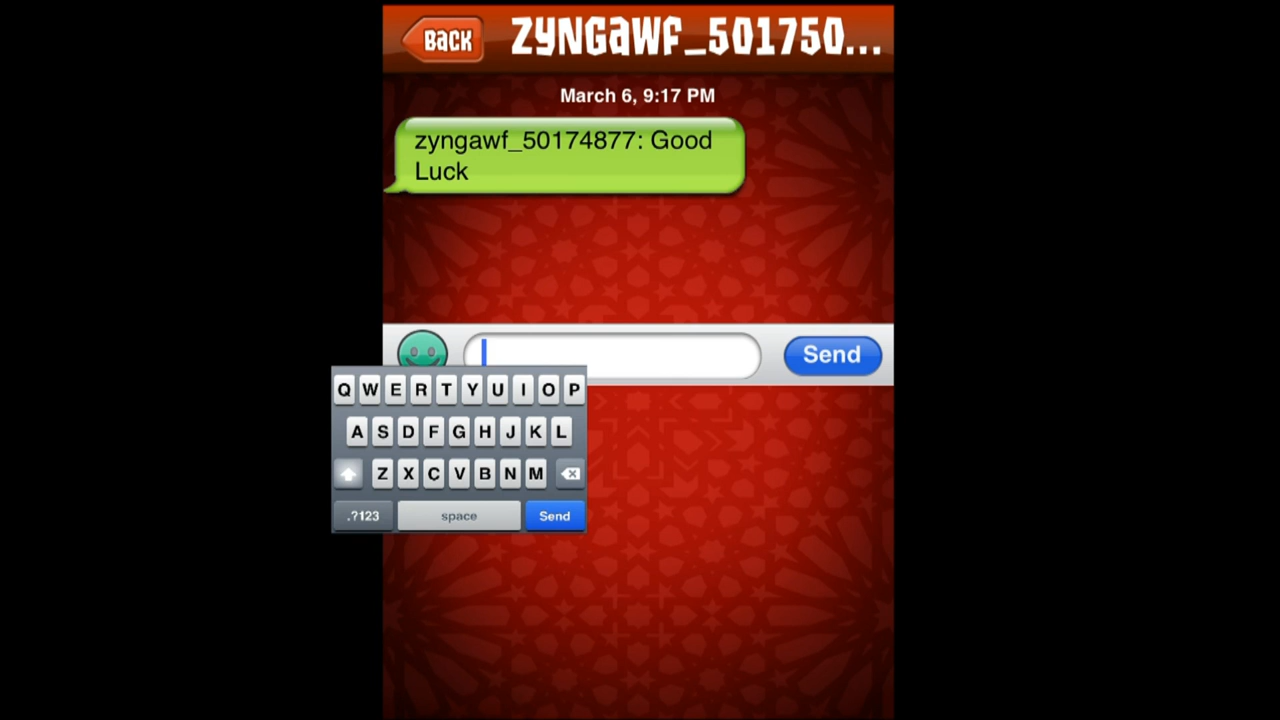 Back
ZYNGAWF_501750...
March 6, 9:17 PM
zyngawf_50174877: Good
Luck
Send
Q W E R T Y U I O P
A S D F G H J K L
Z X C V B N M
.?123 space Send